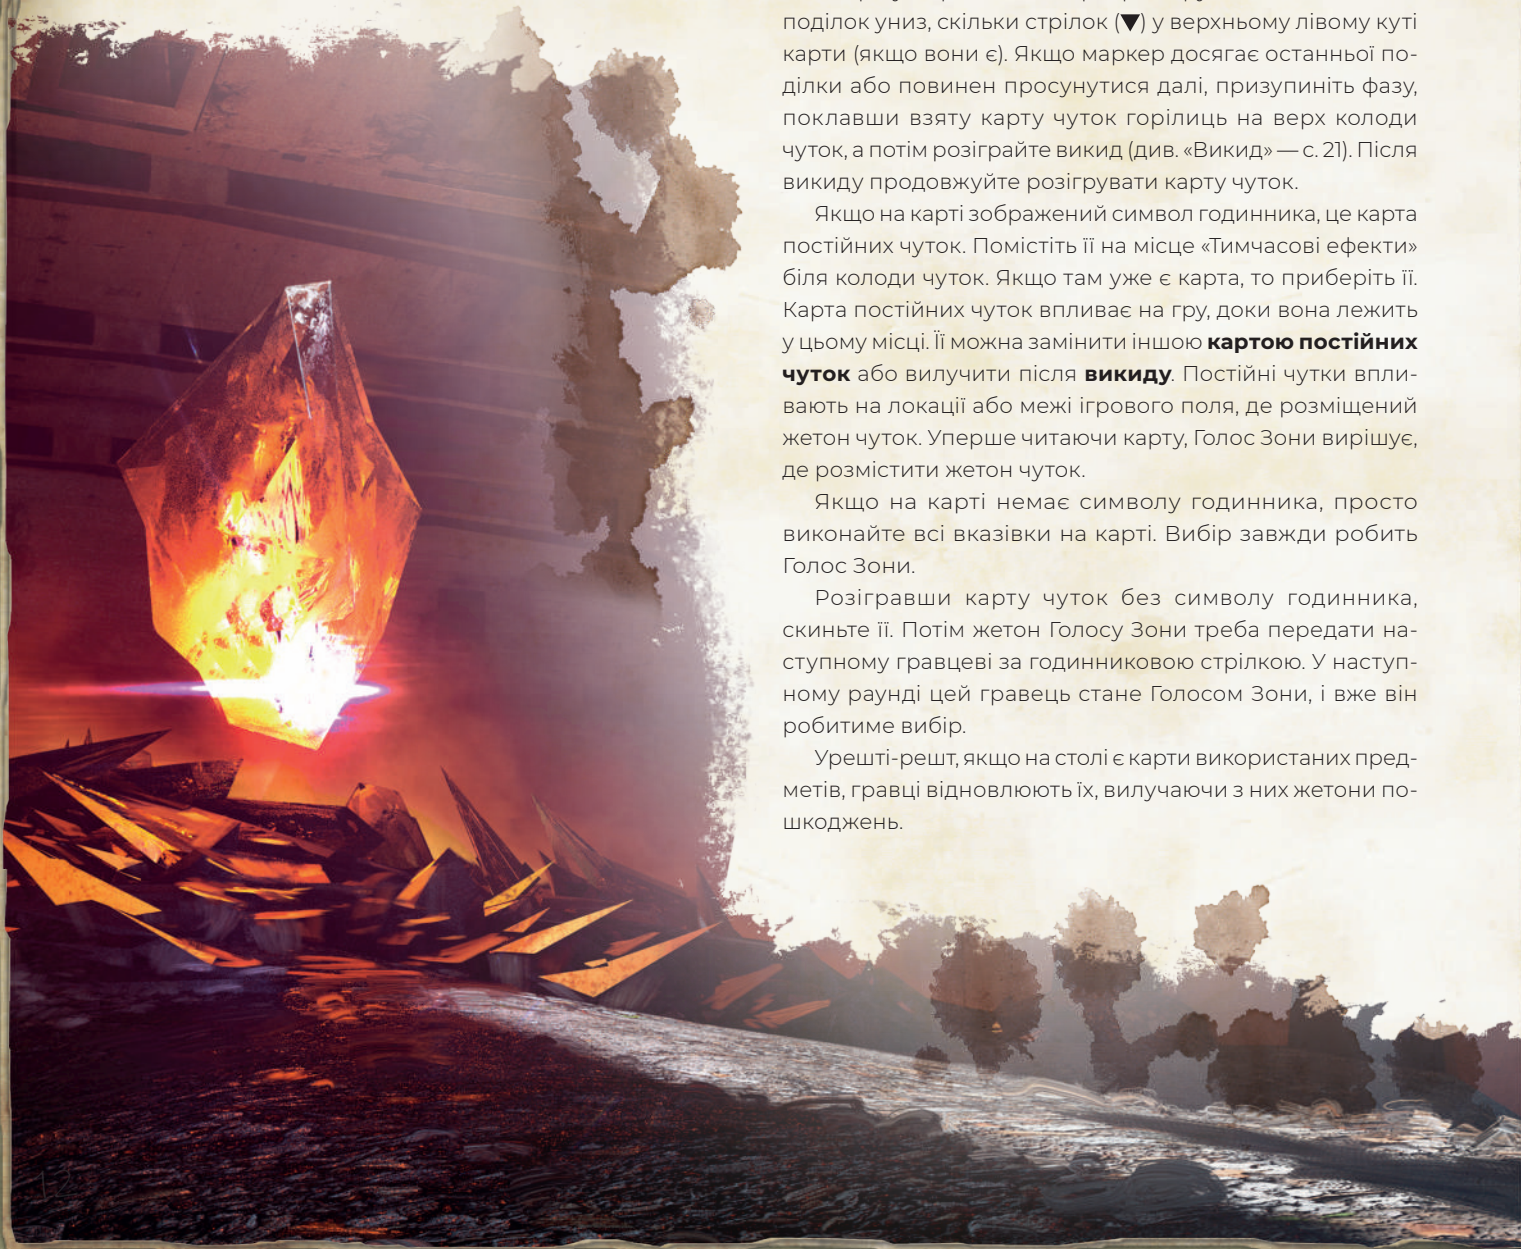 поділок униз, скільки стрілок (▼) у верхньому лівому куті
карти (якщо вони є). Якщо маркер досягає останньої по-
ділки або повинен просунутися далі, призупиніть фазу,
поклавши взяту карту чуток горілиць на верх колоди
чуток, а потім розіграйте викид (див. «Викид» — с. 21). Після
викиду продовжуйте розігрувати карту чуток.
Якщо на карті зображений символ годинника, це карта
постійних чуток. Помістіть її на місце «Тимчасові ефекти»
біля колоди чуток. Якщо там уже є карта, то приберіть її.
Карта постійних чуток впливає на гру, доки вона лежить
у цьому місці. Її можна замінити іншою картою постійних
чуток або вилучити після викиду. Постійні чутки впли-
вають на локації або межі ігрового поля, де розміщений
жетон чуток. Уперше читаючи карту, Голос Зони вирішує,
де розмістити жетон чуток.
Якщо на карті немає символу годинника, просто
виконайте всі вказівки на карті. Вибір завжди робить
Голос Зони.
Розігравши карту чуток без символу годинника,
скиньте її. Потім жетон Голосу Зони треба передати на-
ступному гравцеві за годинниковою стрілкою. У наступ-
ному раунді цей гравець стане Голосом Зони, і вже він
робитиме вибір.
Урешті-решт, якщо на столі є карти використаних пред-
метів, гравці відновлюють їх, вилучаючи з них жетони по-
шкоджень.
12